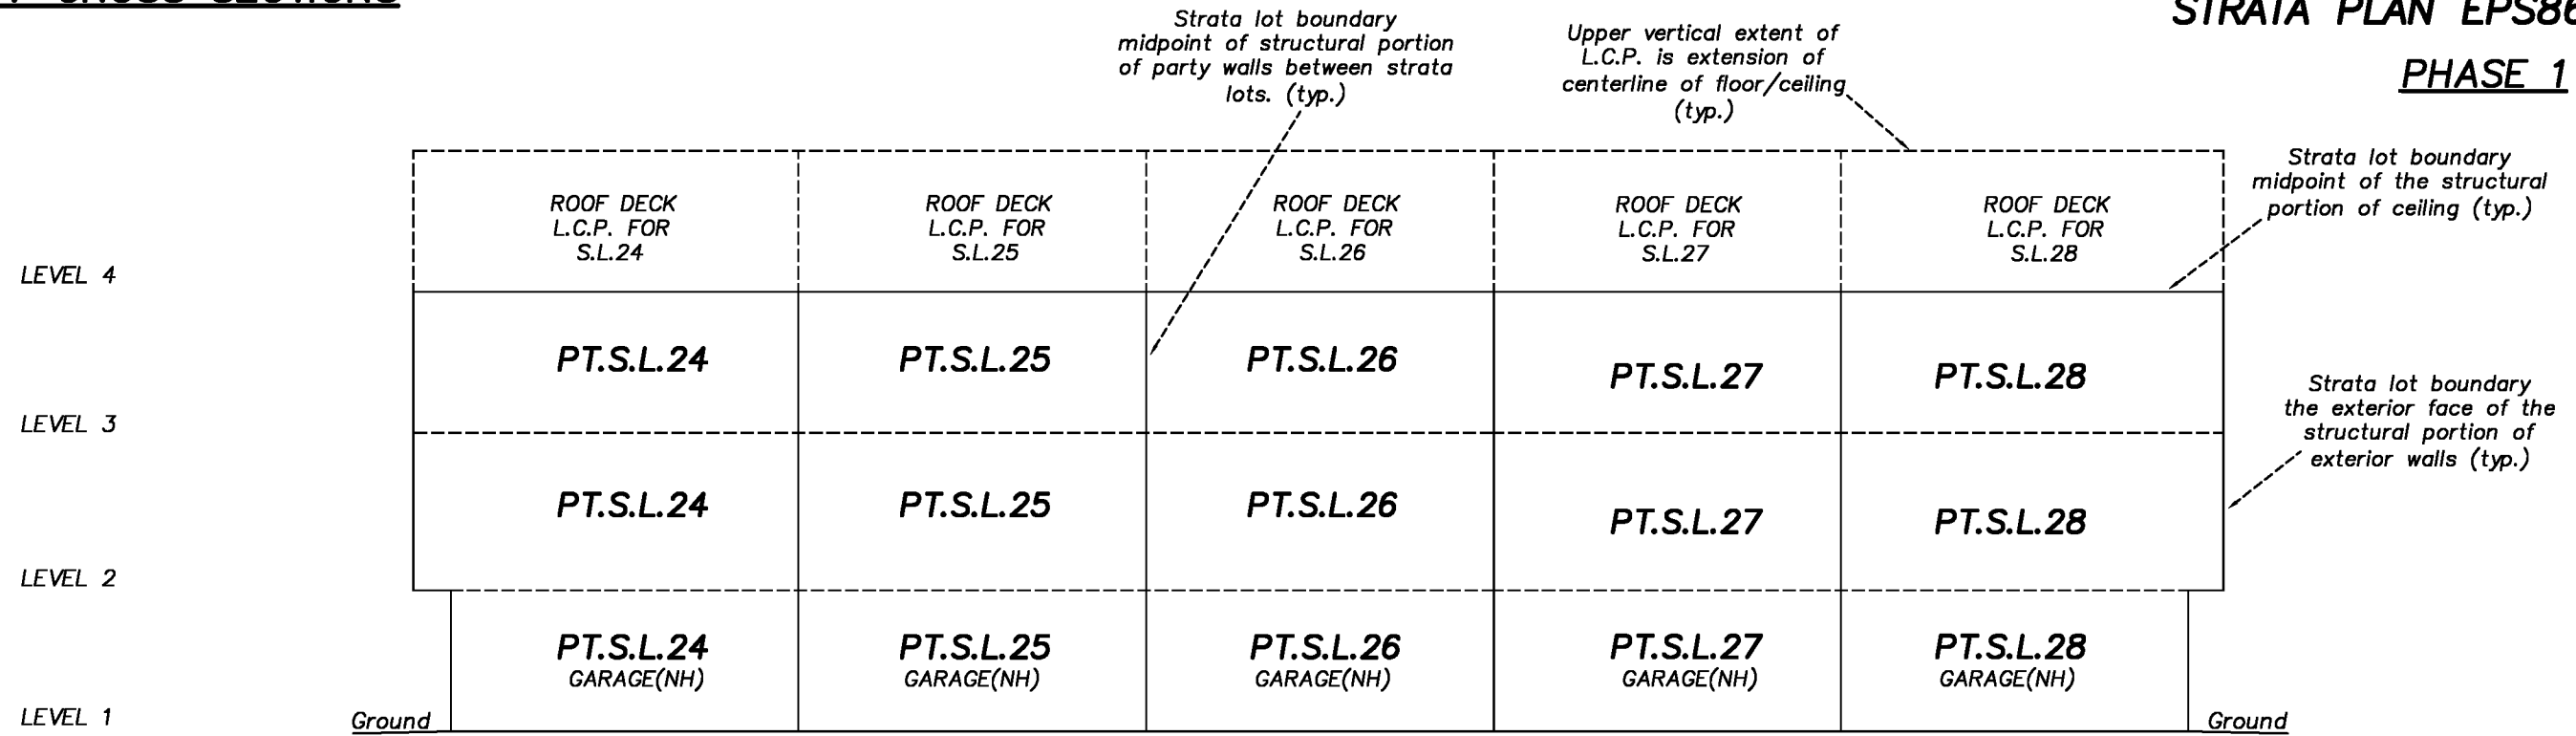 STRATA PLAN
PHASE 1
Strata lot boundary
midpoint of structural portion
of party walls between strata
lots. (typ.)
Upper vertical extent of
L.C.P. is extension of
centerline of floor/ceiling
(typ.)
Strata lot boundary
midpoint of the structural
portion of ceiling (typ.)
ROOF DECK
L.C.P. FOR
S.L.24
ROOF DECK
L.C.P. FOR
S.L.25
ROOF DECK
L.C.P. FOR
S.L.26
ROOF DECK
L.C.P. FOR
S.L.27
ROOF DECK
L.C.P. FOR
S.L.28
LEVEL 4
PT.S.L.24
PT.S.L.25
PT.S.L.26
PT.S.L.27
PT.S.L.28
Strata lot boundary
the exterior face of the
structural portion of
exterior walls (typ.)
LEVEL 3
PT.S.L.24
PT.S.L.25
PT.S.L.26
PT.S.L.27
PT.S.L.28
LEVEL 2
PT.S.L.24
GARAGE(NH)
PT.S.L.25
GARAGE(NH)
PT.S.L.26
GARAGE(NH)
PT.S.L.27
GARAGE(NH)
PT.S.L.28
GARAGE(NH)
LEVEL 1
Ground
Ground